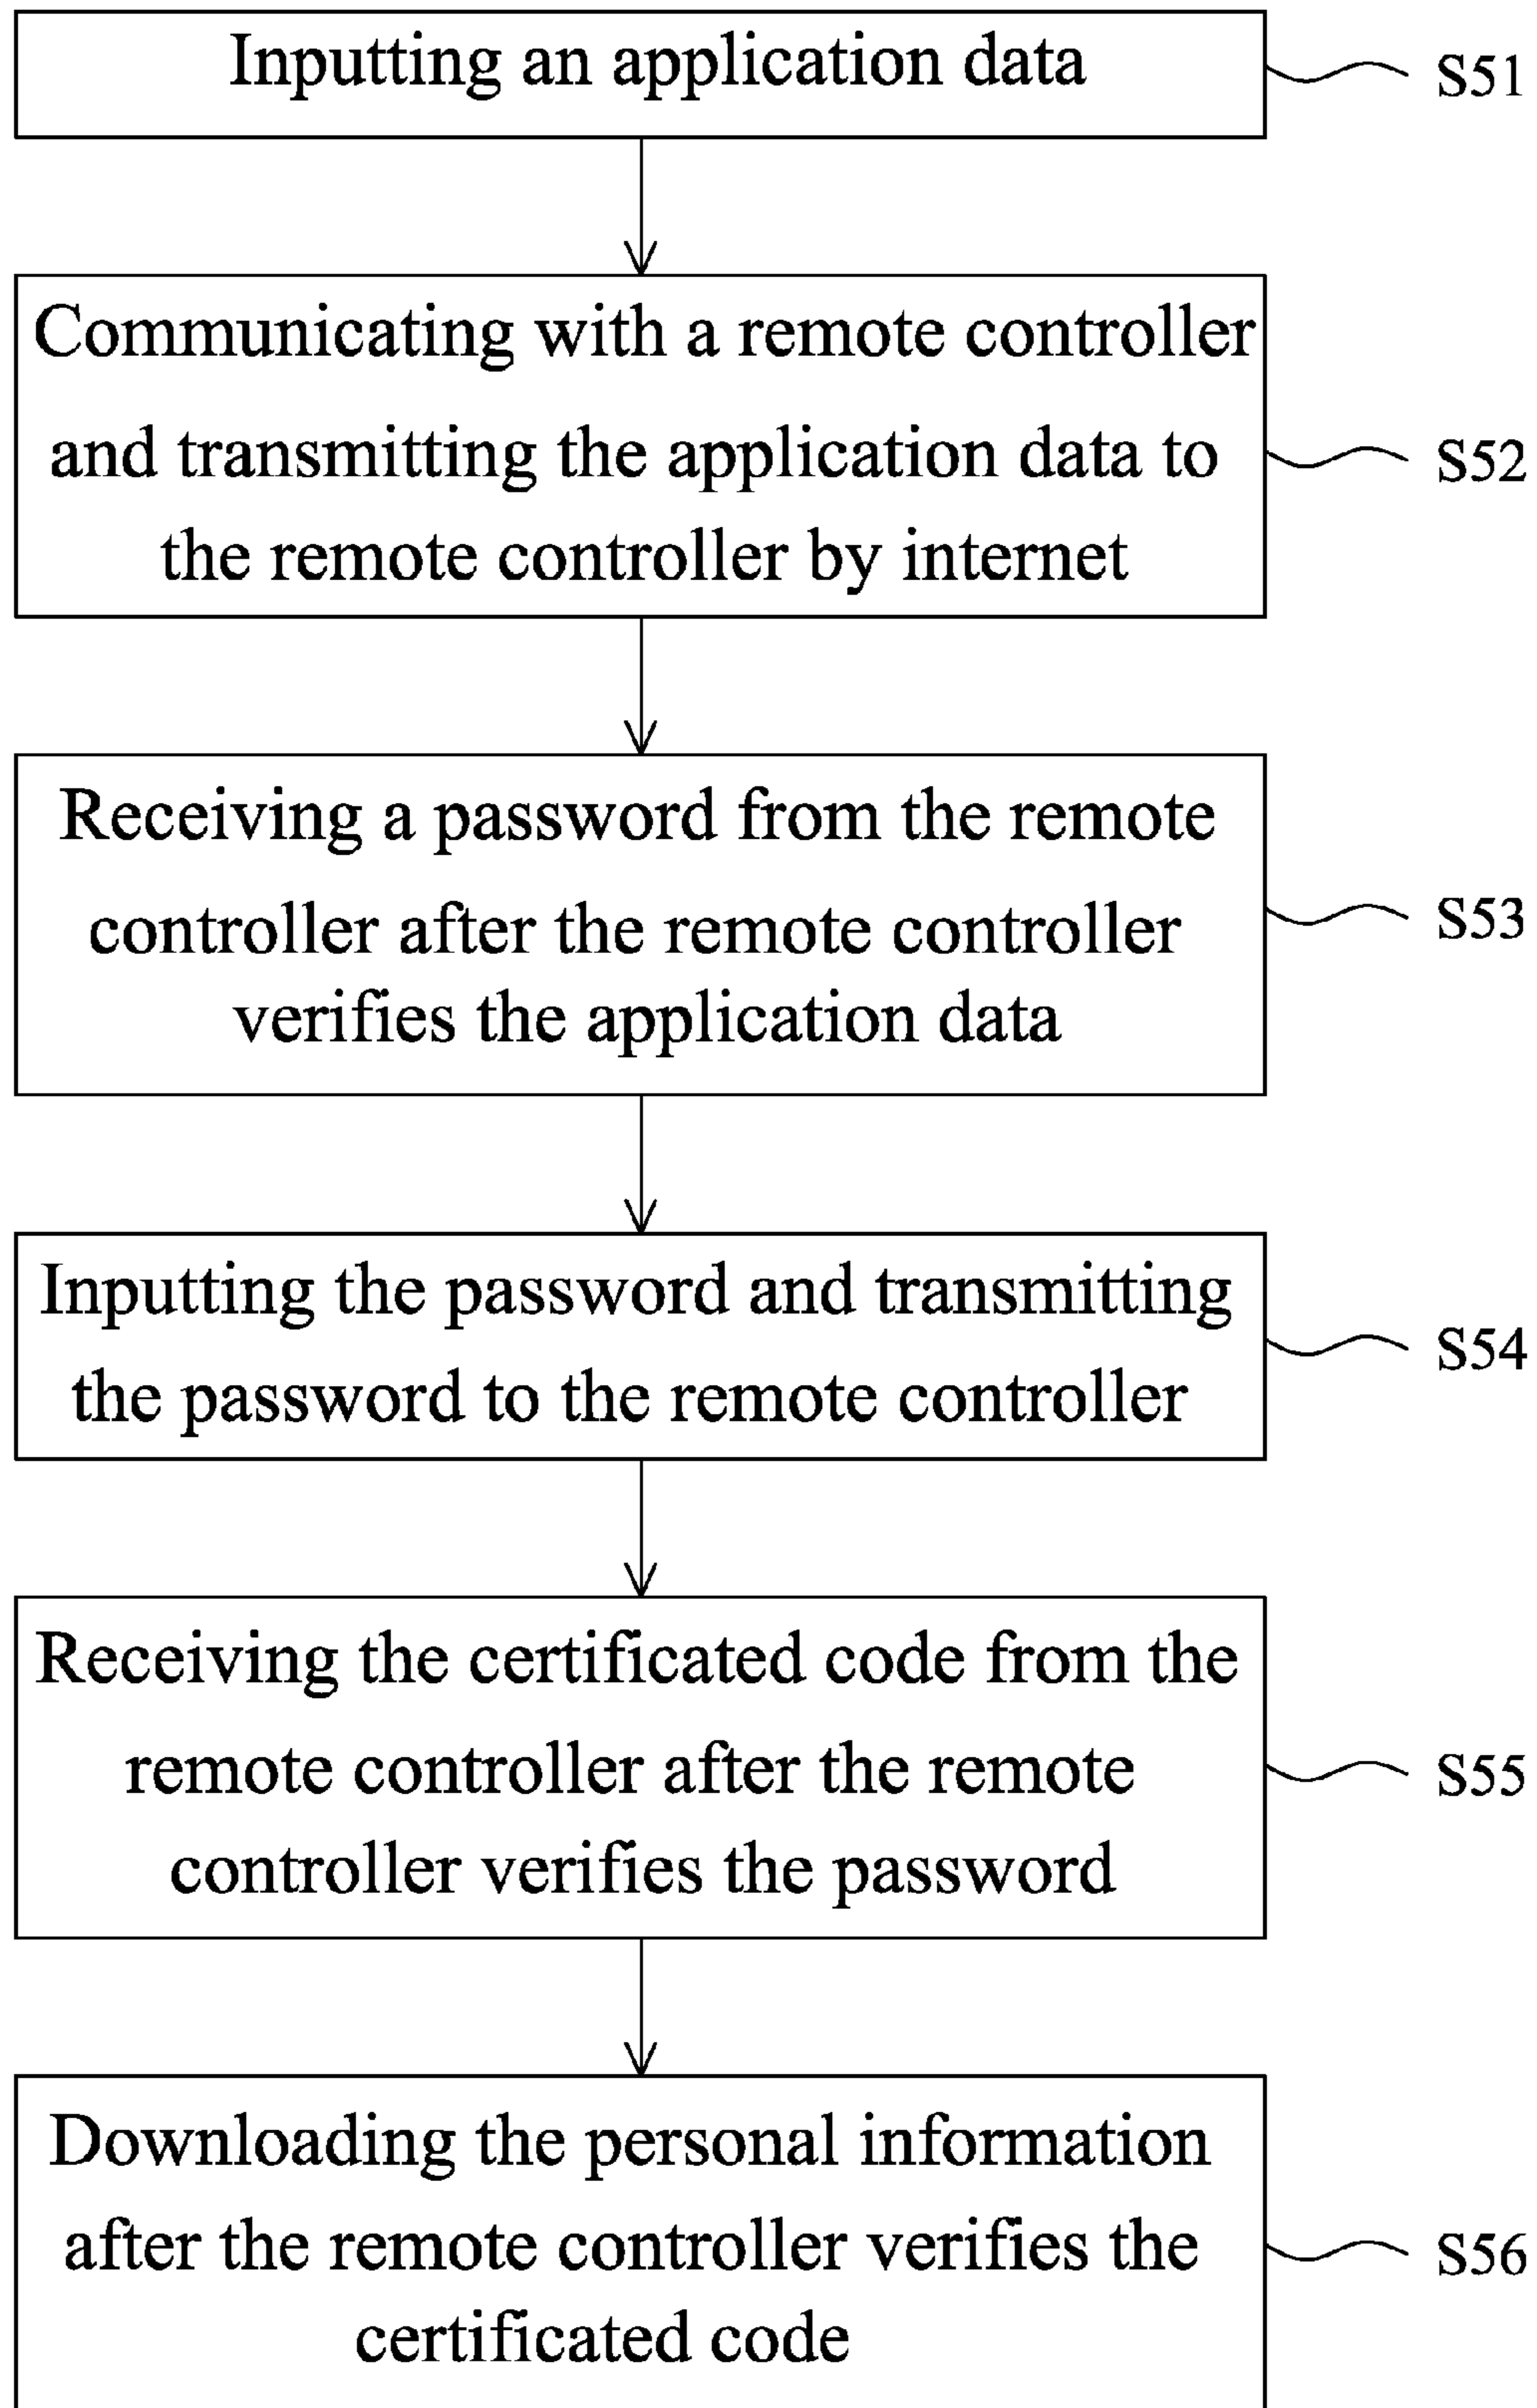 Inputting an application data
S51
Communicating with a remote controller
and transmitting the application data to
the remote controller by internet
S52
Receiving a password from the remote
controller after the remote controller
verifies the application data
S53
Inputting the password and transmitting
the password to the remote controller
S54
Receiving the certificated code from the
remote controller after the remote
controller verifies the password
S55
Downloading the personal information
after the remote controller verifies the
certificated code
S56